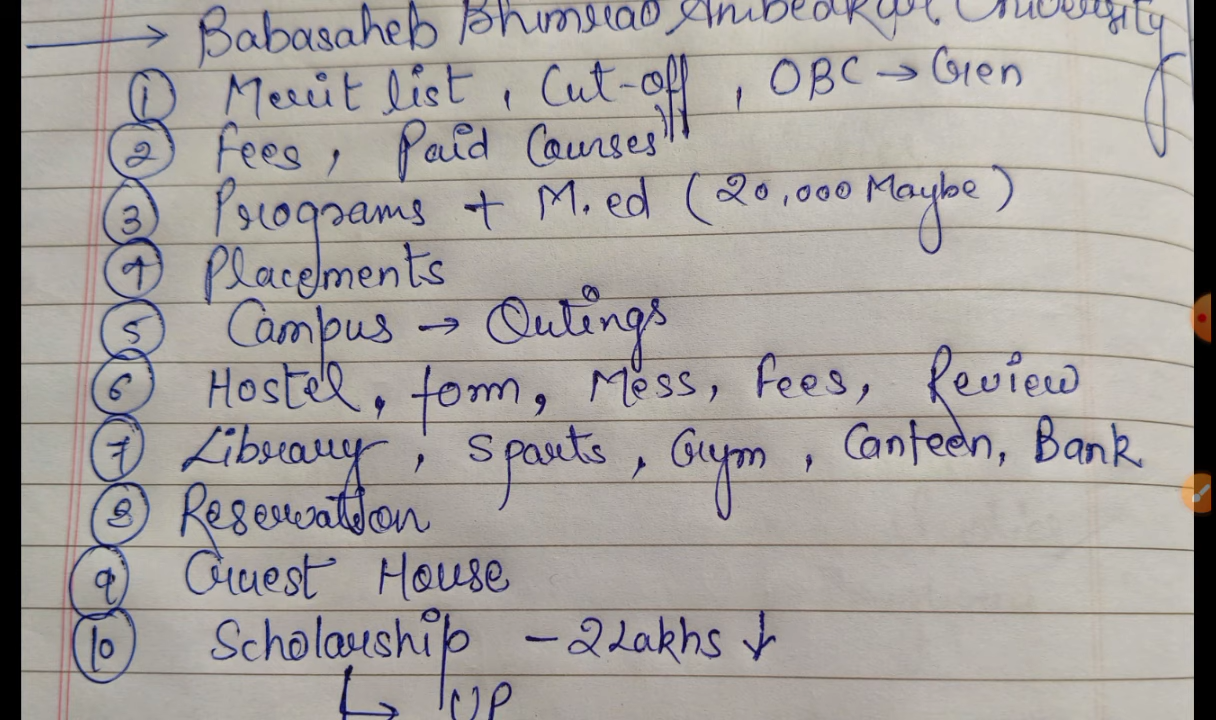 → Babasaheb Bhimrao Ambedkar University
① Merit list, Cut-off, OBC → Gen
② Fees, Paid Courses
③ Programs + M.ed (20,000 Maybe)
④ Placements
⑤ Campus → Outings
⑥ Hostel, form, Mess, Fees, Review
⑦ Library, Sports, Gym, Canteen, Bank
⑧ Reservation
⑨ Guest House
⑩ Scholarship - 2 Lakhs ↓
↳ UP